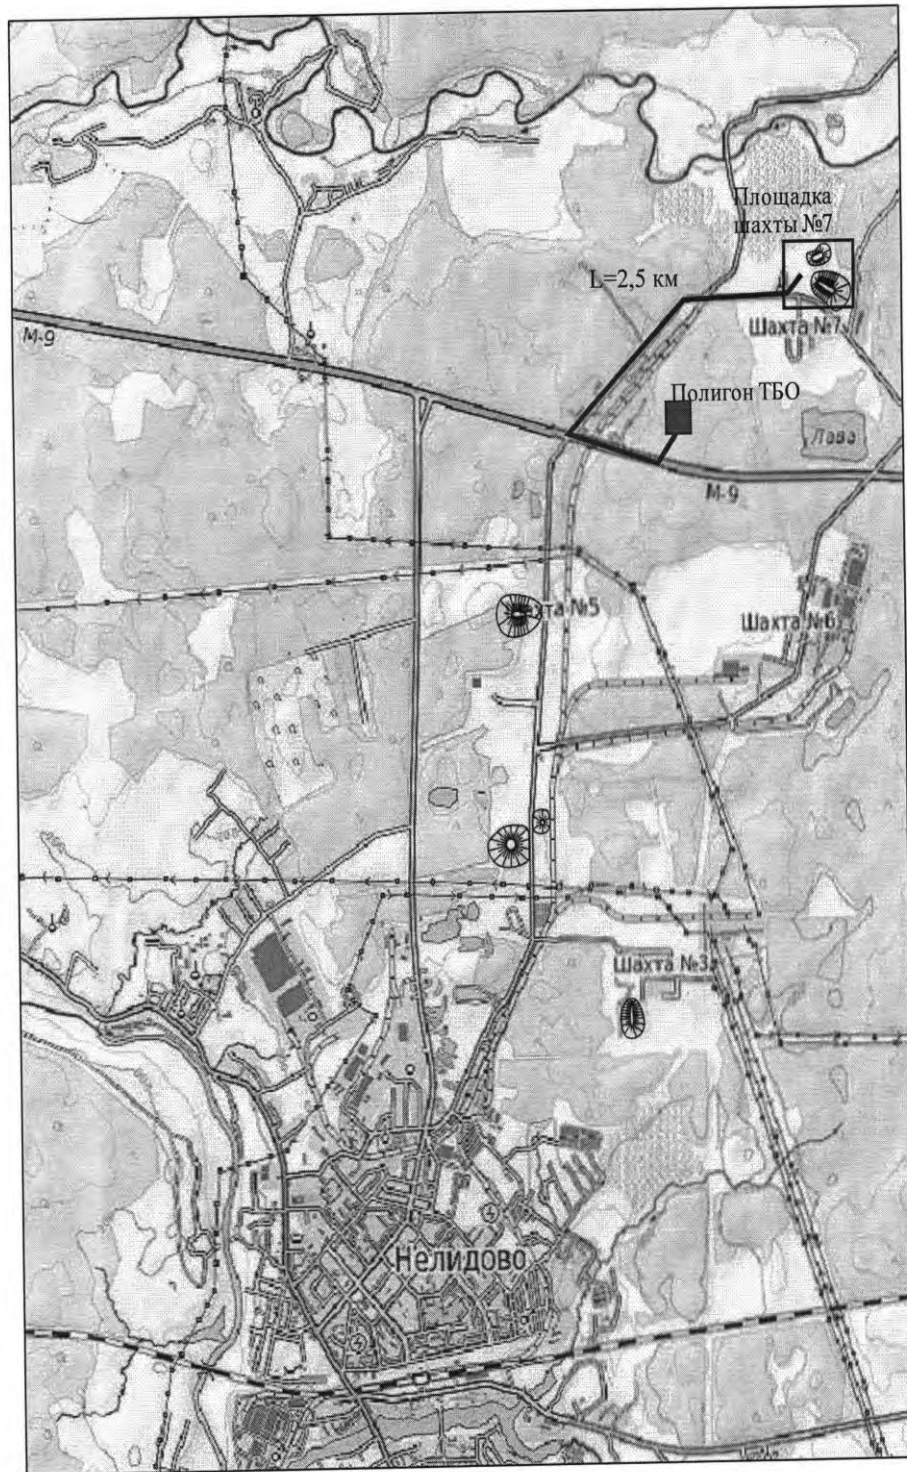 Площадка
шахты №7
L=2,5 км
М-9
Шахта №7
Полигон ТБО
Лава
М-9
хта №5
Шахта №6
Шахта №3
Нелидово